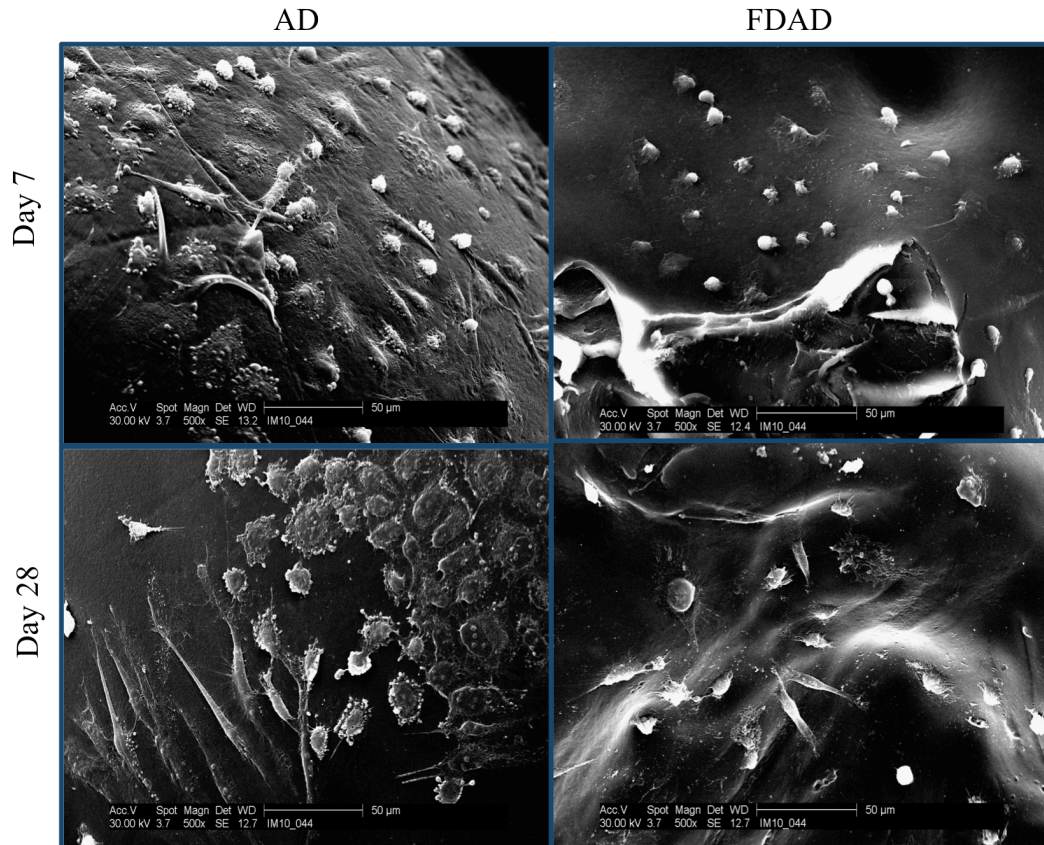 AD
FDAD
Day 7
Acc.V Spot Magn Det WD 50 µm
30.00 kV 3.7 500x SE 13.2 IM10_044
Acc.V Spot Magn Det WD 50 µm
30.00 kV 3.7 500x SE 12.4 IM10_044
Day 28
Acc.V Spot Magn Det WD 50 µm
30.00 kV 3.7 500x SE 12.7 IM10_044
Acc.V Spot Magn Det WD 50 µm
30.00 kV 3.7 500x SE 12.7 IM10_044